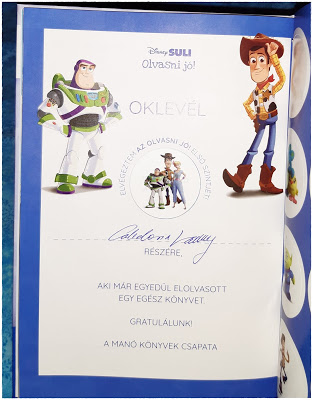 Disney SULI
Olvasni jó!
OKLEVÉL
ELVÉGEZTEM AZ OLVASNI JÓ! ELSŐ SZINTJÉT!
RÉSZÉRE,
AKI MÁR EGYEDÜL ELOLVASOTT
EGY EGÉSZ KÖNYVET.
GRATULÁLUNK!
A MANÓ KÖNYVEK CSAPATA